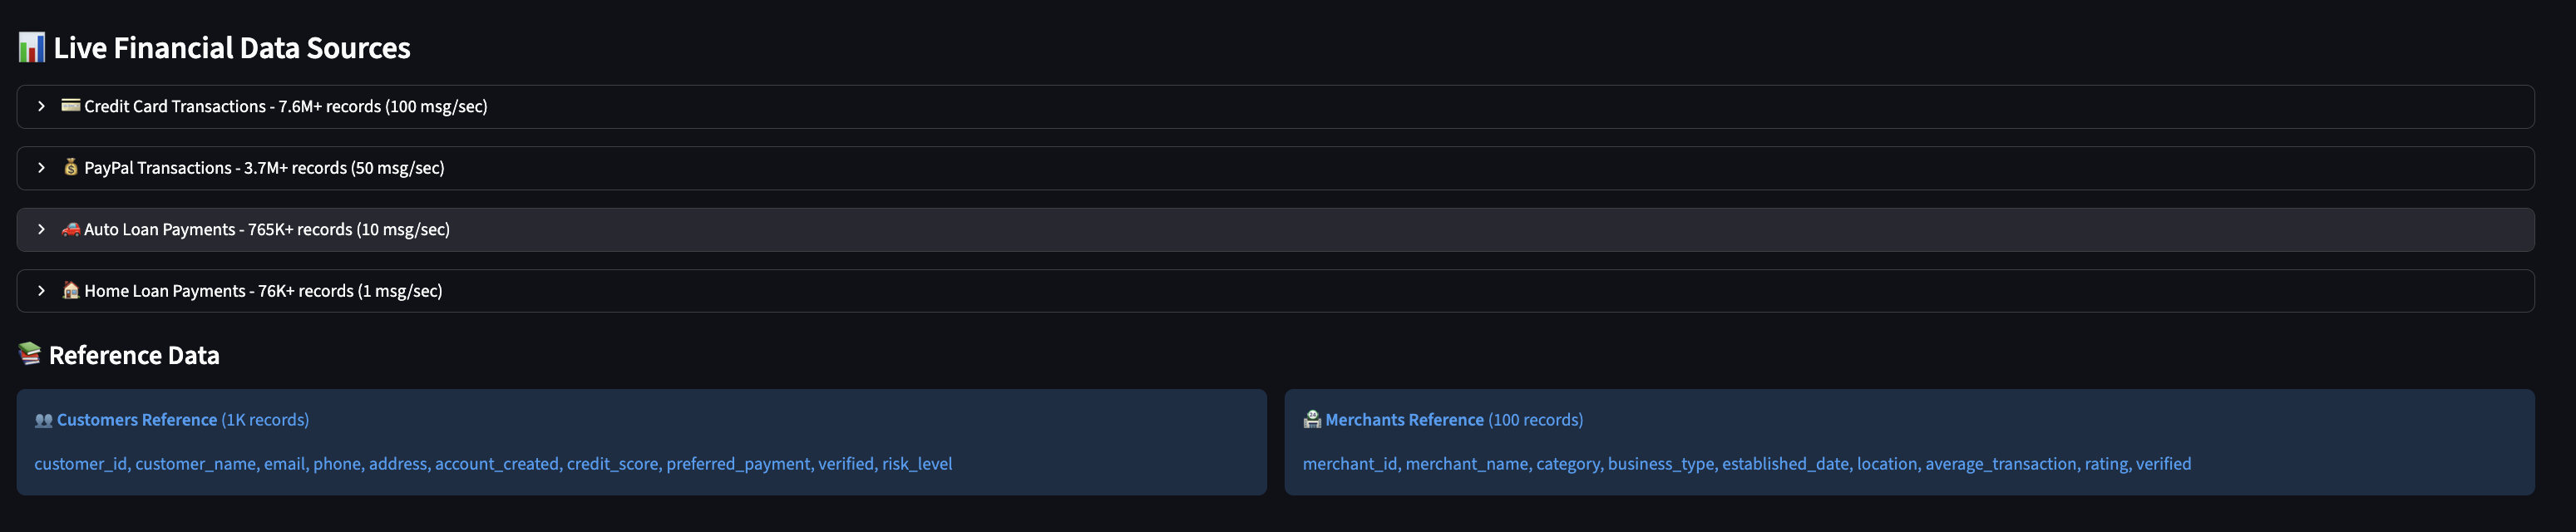 Live Financial Data Sources
Credit Card Transactions - 7.6M+ records (100 msg/sec)
PayPal Transactions - 3.7M+ records (50 msg/sec)
Auto Loan Payments - 765K+ records (10 msg/sec)
Home Loan Payments - 76K+ records (1 msg/sec)
Reference Data
Customers Reference (1K records)
customer_id, customer_name, email, phone, address, account_created, credit_score, preferred_payment, verified, risk_level
Merchants Reference (100 records)
merchant_id, merchant_name, category, business_type, established_date, location, average_transaction, rating, verified